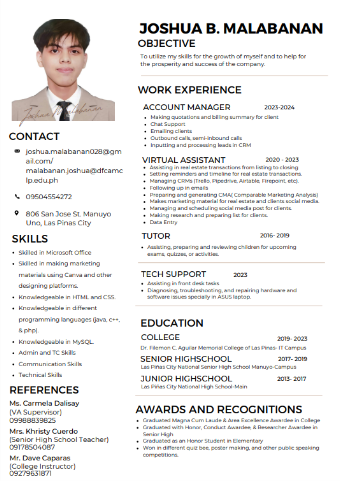 JOSHUA B. MALABANAN
OBJECTIVE
To utilize my skills for the growth of myself and to help for
the prosperity and success of the company.
WORK EXPERIENCE
ACCOUNT MANAGER 2023-2024
Making quotations and billing summary for client
Chat Support
Emailing clients
Outbound calls, semi-inbound calls
Inputting and processing leads in CRM
VIRTUAL ASSISTANT 2020 - 2023
Assisting in real estate transactions from listing to closing
Setting reminders and timeline for real estate transactions.
Managing CRMs (Trello, Pipedrive, Airtable, Firepoint, etc).
Following up in emails
Preparing and generating CMA( Comparable Marketing Analysis)
Makes marketing material for real estate and clients social media.
Managing and scheduling social media post for clients.
Making research and preparing list for clients.
Data Entry
TUTOR 2016- 2019
Assisting, preparing and reviewing children for upcoming
exams, quizzes, or activities.
TECH SUPPORT 2023
Assisting in front desk tasks
Diagnosing, troubleshooting, and repairing hardware and
software issues specially in ASUS laptop.
EDUCATION
COLLEGE 2019- 2023
Dr. Filemon C. Aguilar Memorial College of Las Pinas- IT Campus
SENIOR HIGHSCHOOL 2017- 2019
Las Piñas City National Senior High School Manuyo-Campus
JUNIOR HIGHSCHOOL 2013- 2017
Las Piñas City National High School-Main
AWARDS AND RECOGNITIONS
Graduated Magna Cum Laude & Area Excellence Awardee in College
Graduated with Honor, Conduct Awardee, & Researcher Awardee in
Senior High
Graduated as an Honor Student in Elementary
Won in different quiz bee, poster making, and other public speaking
competitions.
Joshua Malabanan
CONTACT
joshua.malabanan028@gm
ail.com/
malabanan.joshua@dfcamc
lp.edu.ph
09504554272
806 San Jose St. Manuyo
Uno, Las Pinas City
SKILLS
Skilled in Microsoft Office
Skilled in making marketing
materials using Canva and other
designing platforms.
Knowledgeable in HTML and CSS.
Knowledgeable in different
programming languages (java, c++,
& php).
Knowledgeable in MySQL.
Admin and TC Skills
Communication Skills
Technical Skills
REFERENCES
Ms. Carmela Dalisay
(VA Supervisor)
09988839825
Mrs. Khristy Cuerdo
(Senior High School Teacher)
09178504087
Mr. Dave Caparas
(College Instructor)
09279631871